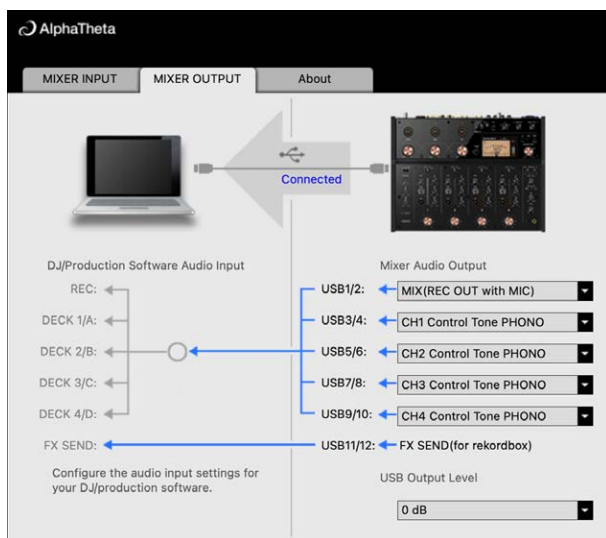 AlphaTheta
MIXER INPUT
MIXER OUTPUT
About
Connected
DJ/Production Software Audio Input
Mixer Audio Output
REC:
USB1/2:
MIX(REC OUT with MIC)
DECK 1/A:
USB3/4:
CH1 Control Tone PHONO
DECK 2/B:
USB5/6:
CH2 Control Tone PHONO
DECK 3/C:
USB7/8:
CH3 Control Tone PHONO
DECK 4/D:
USB9/10:
CH4 Control Tone PHONO
FX SEND:
USB11/12:
FX SEND(for rekordbox)
Configure the audio input settings for
your DJ/production software.
USB Output Level
0 dB